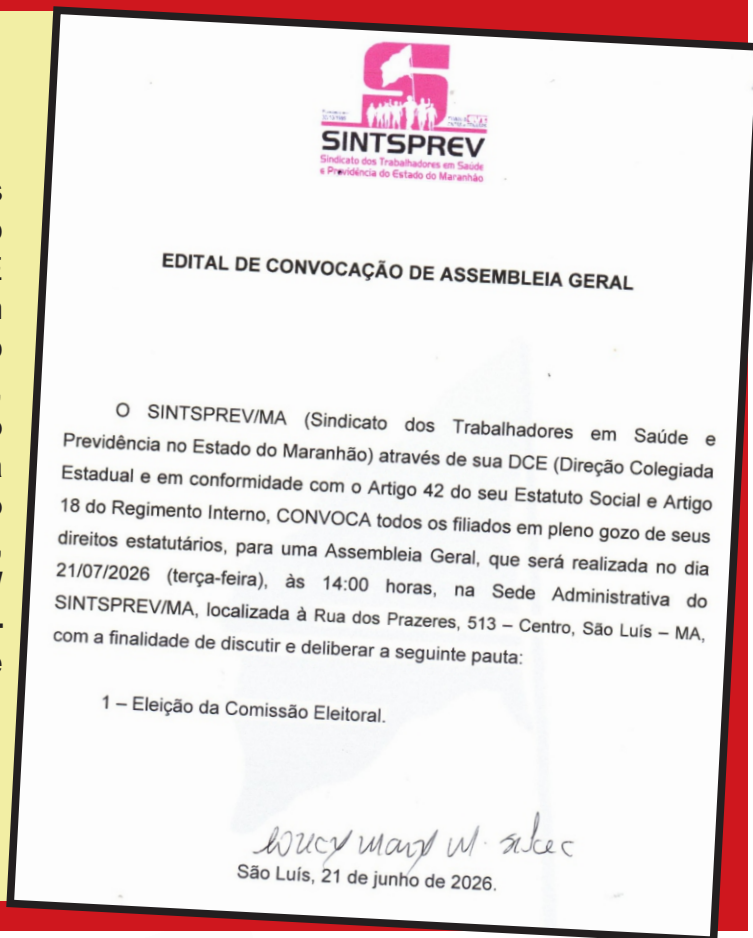 SINTSPREV
Sindicato dos Trabalhadores em Saúde
e Previdência do Estado do Maranhão
EDITAL DE CONVOCAÇÃO DE ASSEMBLEIA GERAL
O SINTSPREV/MA (Sindicato dos Trabalhadores em Saúde e
Previdência no Estado do Maranhão) através de sua DCE (Direção Colegiada
Estadual e em conformidade com o Artigo 42 do seu Estatuto Social e Artigo
18 do Regimento Interno, CONVOCA todos os filiados em pleno gozo de seus
direitos estatutários, para uma Assembleia Geral, que será realizada no dia
21/07/2026 (terça-feira), às 14:00 horas, na Sede Administrativa do
SINTSPREV/MA, localizada à Rua dos Prazeres, 513 – Centro, São Luís – MA,
com a finalidade de discutir e deliberar a seguinte pauta:
1 – Eleição da Comissão Eleitoral.
São Luís, 21 de junho de 2026.